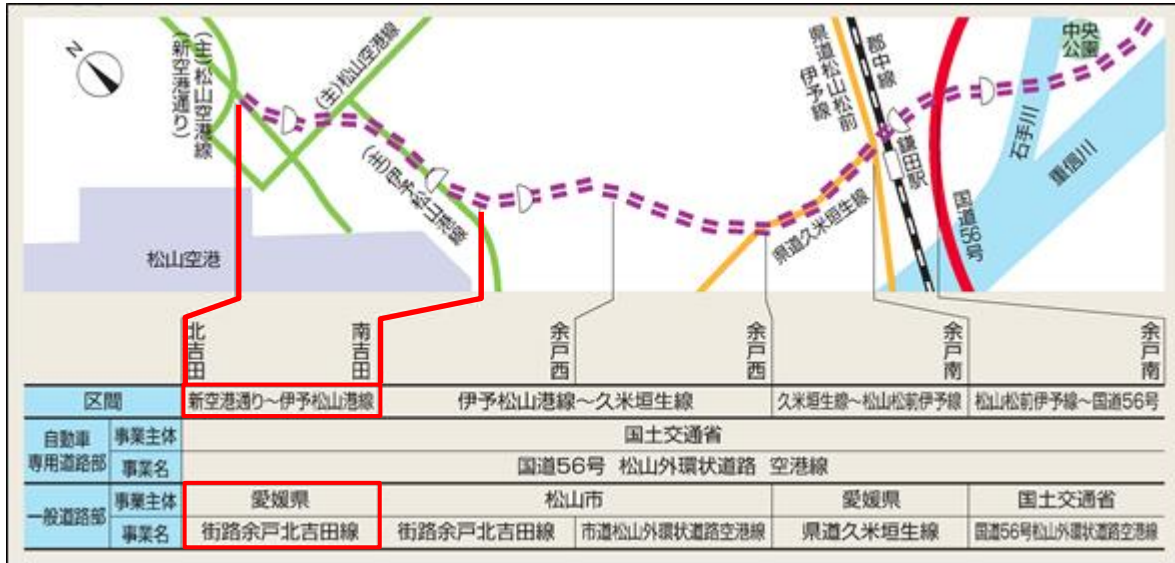 N
(主)松山空港線
(新空港通り)
(主)松山空港線
(主)伊予松山港線
松山空港
県道松山松前
伊予線
郡中線
鎌田駅
県道久米垣生線
国道56号
石手川
重信川
中央
公園
北吉田
南吉田
余戸西
余戸西
余戸南
余戸南
区間 新空港通り～伊予松山港線 伊予松山港線～久米垣生線 久米垣生線～松山松前伊予線 松山松前伊予線～国道56号
自動車
専用道路部
事業主体 国土交通省
事業名 国道56号 松山外環状道路 空港線
一般道路部
事業主体 愛媛県 松山市 愛媛県 国土交通省
事業名 街路余戸北吉田線 街路余戸北吉田線 市道松山外環状道路空港線 県道久米垣生線 国道56号松山外環状道路空港線